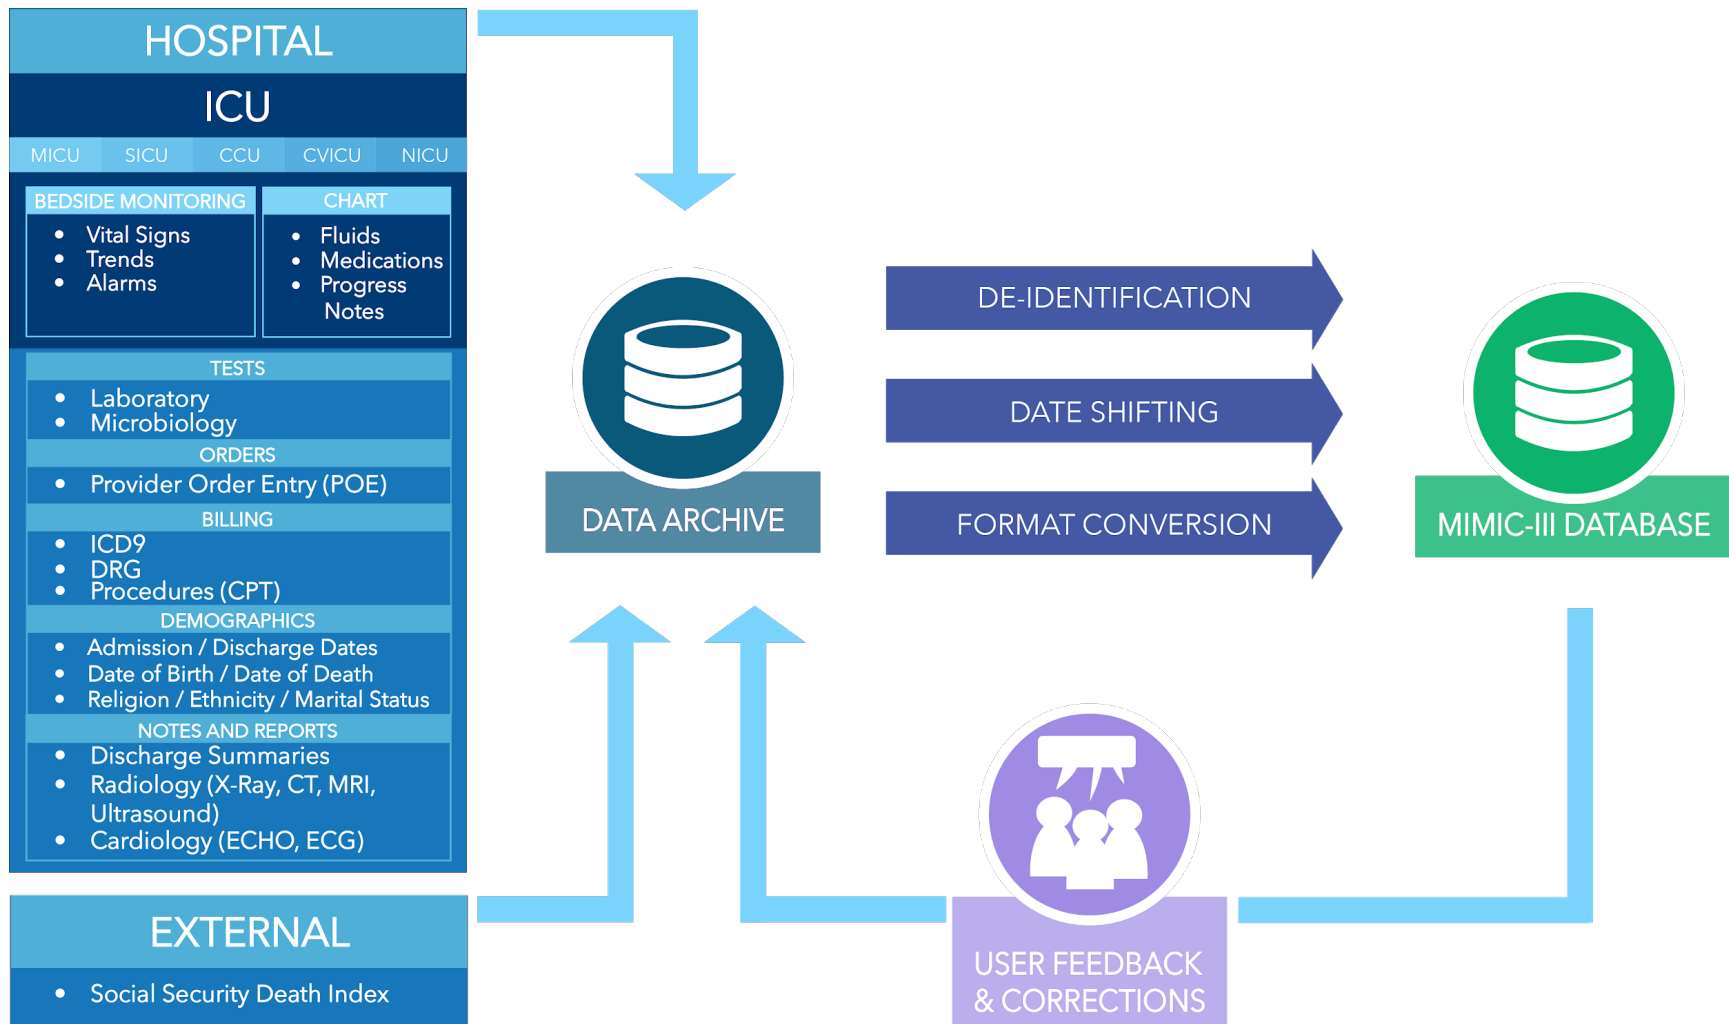 HOSPITAL
ICU
MICU SICU CCU CVICU NICU
BEDSIDE MONITORING
• Vital Signs
• Trends
• Alarms
CHART
• Fluids
• Medications
• Progress
Notes
TESTS
• Laboratory
• Microbiology
ORDERS
• Provider Order Entry (POE)
BILLING
• ICD9
• DRG
• Procedures (CPT)
DEMOGRAPHICS
• Admission / Discharge Dates
• Date of Birth / Date of Death
• Religion / Ethnicity / Marital Status
NOTES AND REPORTS
• Discharge Summaries
• Radiology (X-Ray, CT, MRI,
Ultrasound)
• Cardiology (ECHO, ECG)
EXTERNAL
• Social Security Death Index
DATA ARCHIVE
DE-IDENTIFICATION
DATE SHIFTING
FORMAT CONVERSION
MIMIC-III DATABASE
USER FEEDBACK
& CORRECTIONS